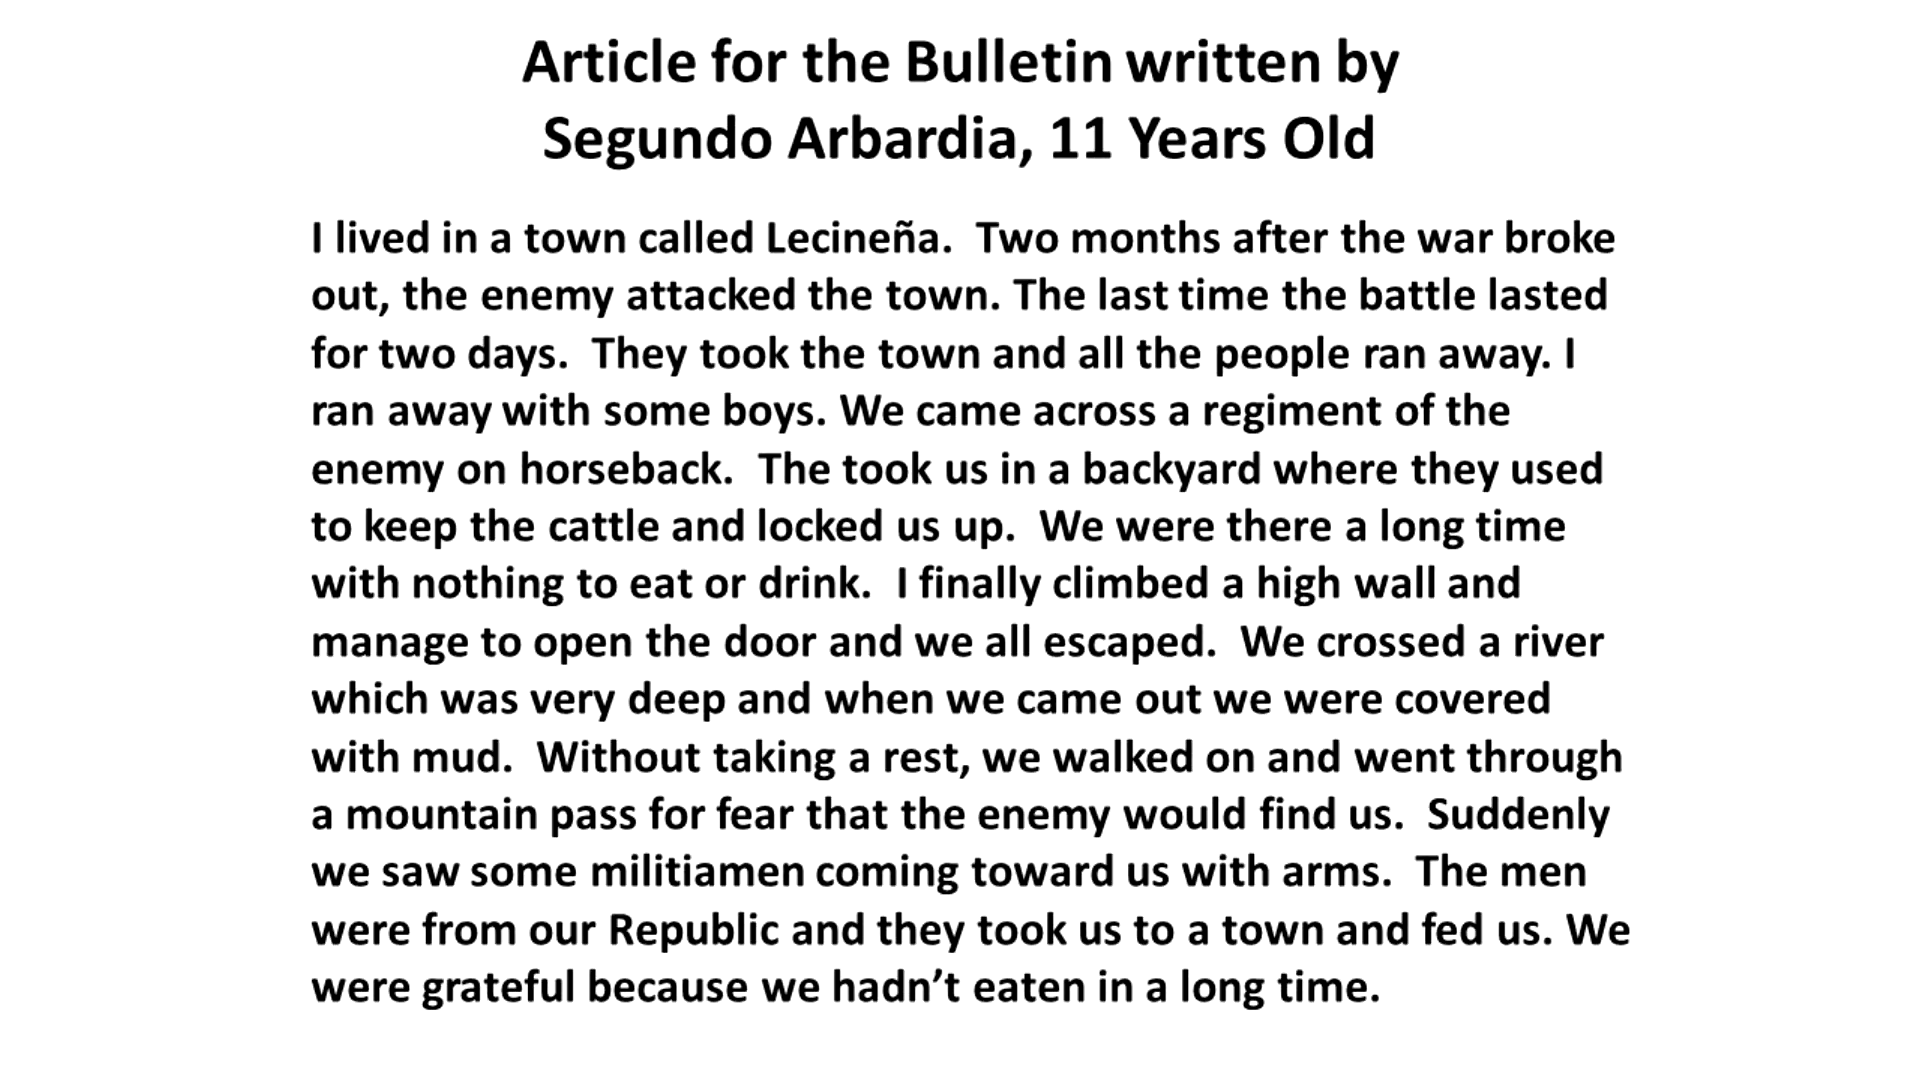 Article for the Bulletin written by
Segundo Arbardia, 11 Years Old
I lived in a town called Lecineña.  Two months after the war broke
out, the enemy attacked the town. The last time the battle lasted
for two days.  They took the town and all the people ran away. I
ran away with some boys. We came across a regiment of the
enemy on horseback.  The took us in a backyard where they used
to keep the cattle and locked us up.  We were there a long time
with nothing to eat or drink.  I finally climbed a high wall and
manage to open the door and we all escaped.  We crossed a river
which was very deep and when we came out we were covered
with mud.  Without taking a rest, we walked on and went through
a mountain pass for fear that the enemy would find us.  Suddenly
we saw some militiamen coming toward us with arms.  The men
were from our Republic and they took us to a town and fed us. We
were grateful because we hadn’t eaten in a long time.